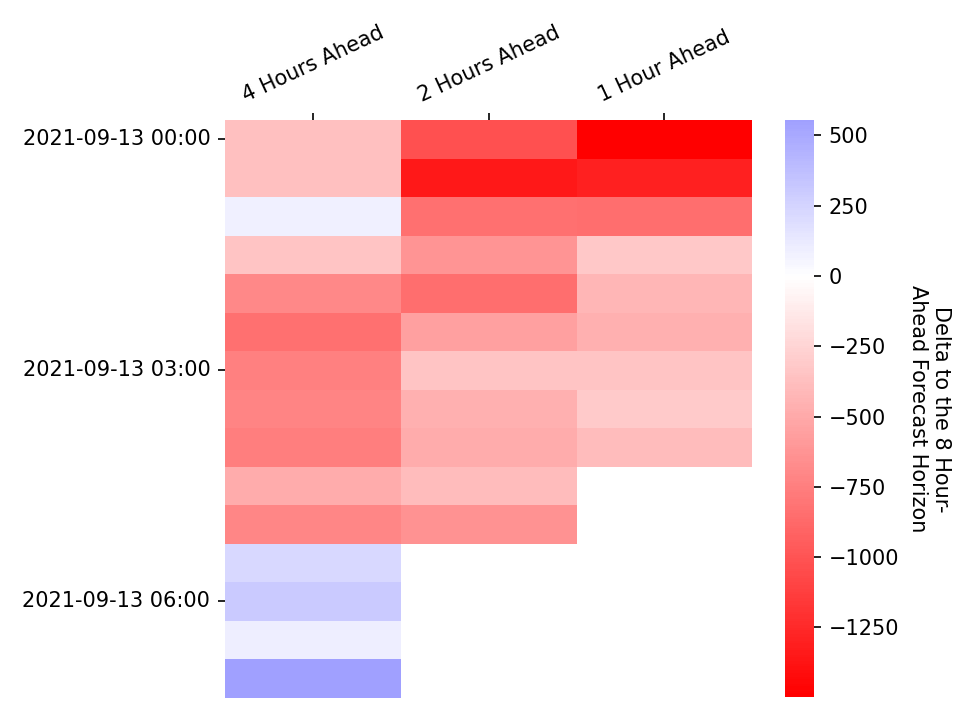 4 Hours Ahead
2 Hours Ahead
1 Hour Ahead
2021-09-13 00:00
2021-09-13 03:00
2021-09-13 06:00
500
250
0
−250
−500
−750
−1000
−1250
Delta to the 8 Hour-
Ahead Forecast Horizon